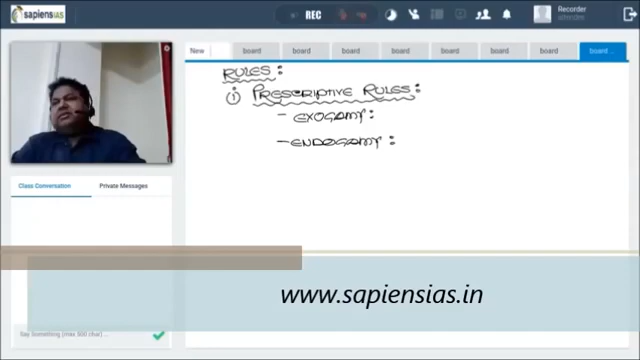 sapiensias
REC
Recorder
attendee
New
board
board
board
board
board
board
board
board ...
RULES:
① PRESCRIPTIVE RULES:
- EXOGAMY:
- ENDOGAMY:
Class Conversation
Private Messages
www.sapiensias.in
Say Something (max 500 char) ...